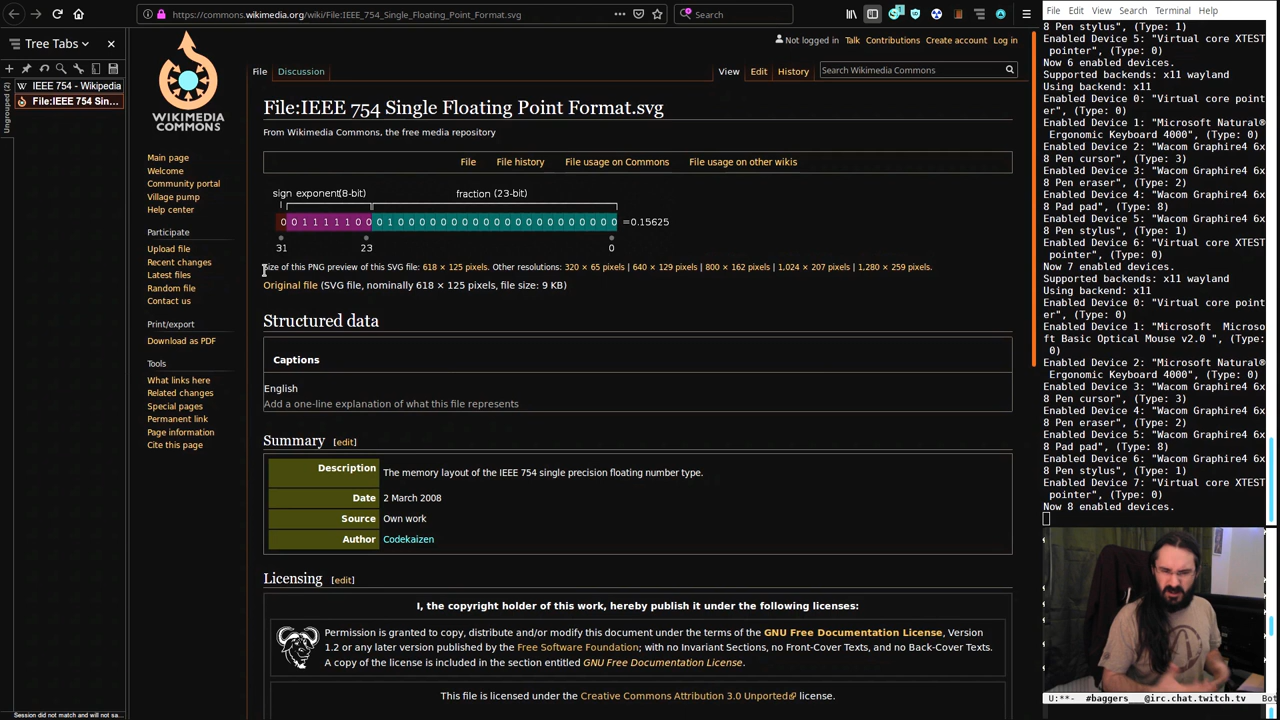 Tree Tabs
IEEE 754 - Wikipedia
File:IEEE 754 Sin...
Ungrouped (2)
Session did not match and will not sa...
https://commons.wikimedia.org/wiki/File:IEEE_754_Single_Floating_Point_Format.svg
Search
Not logged in Talk Contributions Create account Log in
File Discussion
View Edit History
Search Wikimedia Commons
WIKIMEDIA
COMMONS
Main page
Welcome
Community portal
Village pump
Help center
Participate
Upload file
Recent changes
Latest files
Random file
Contact us
Print/export
Download as PDF
Tools
What links here
Related changes
Special pages
Permanent link
Page information
Cite this page
File:IEEE 754 Single Floating Point Format.svg
From Wikimedia Commons, the free media repository
File File history File usage on Commons File usage on other wikis
sign exponent(8-bit) fraction (23-bit)
0 0 1 1 1 1 1 0 0 0 1 0 0 0 0 0 0 0 0 0 0 0 0 0 0 0 0 0 0 0 0 0 =0.15625
31 23 0
Size of this PNG preview of this SVG file: 618 × 125 pixels. Other resolutions: 320 × 65 pixels | 640 × 129 pixels | 800 × 162 pixels | 1,024 × 207 pixels | 1,280 × 259 pixels.
Original file (SVG file, nominally 618 × 125 pixels, file size: 9 KB)
Structured data
Captions
English
Add a one-line explanation of what this file represents
Summary [edit]
Description The memory layout of the IEEE 754 single precision floating number type.
Date 2 March 2008
Source Own work
Author Codekaizen
Licensing [edit]
I, the copyright holder of this work, hereby publish it under the following licenses:
Permission is granted to copy, distribute and/or modify this document under the terms of the GNU Free Documentation License, Version
1.2 or any later version published by the Free Software Foundation; with no Invariant Sections, no Front-Cover Texts, and no Back-Cover Texts.
A copy of the license is included in the section entitled GNU Free Documentation License.
This file is licensed under the Creative Commons Attribution 3.0 Unported license.
File Edit View Search Terminal Help
8 Pen stylus", (Type: 1)
Enabled Device 5: "Virtual core XTEST
pointer", (Type: 0)
Now 6 enabled devices.
Supported backends: x11 wayland
Using backend: x11
Enabled Device 0: "Virtual core point
er", (Type: 0)
Enabled Device 1: "Microsoft Natural®
Ergonomic Keyboard 4000", (Type: 0)
Enabled Device 2: "Wacom Graphire4 6x
8 Pen cursor", (Type: 3)
Enabled Device 3: "Wacom Graphire4 6x
8 Pen eraser", (Type: 2)
Enabled Device 4: "Wacom Graphire4 6x
8 Pad pad", (Type: 8)
Enabled Device 5: "Wacom Graphire4 6x
8 Pen stylus", (Type: 1)
Enabled Device 6: "Virtual core XTEST
pointer", (Type: 0)
Now 7 enabled devices.
Supported backends: x11 wayland
Using backend: x11
Enabled Device 0: "Virtual core point
er", (Type: 0)
Enabled Device 1: "Microsoft Microso
ft Basic Optical Mouse v2.0 ", (Type:
0)
Enabled Device 2: "Microsoft Natural®
Ergonomic Keyboard 4000", (Type: 0)
Enabled Device 3: "Wacom Graphire4 6x
8 Pen cursor", (Type: 3)
Enabled Device 4: "Wacom Graphire4 6x
8 Pen eraser", (Type: 2)
Enabled Device 5: "Wacom Graphire4 6x
8 Pad pad", (Type: 8)
Enabled Device 6: "Wacom Graphire4 6x
8 Pen stylus", (Type: 1)
Enabled Device 7: "Virtual core XTEST
pointer", (Type: 0)
Now 8 enabled devices.
U:**- #baggers___@irc.chat.twitch.tv Bot